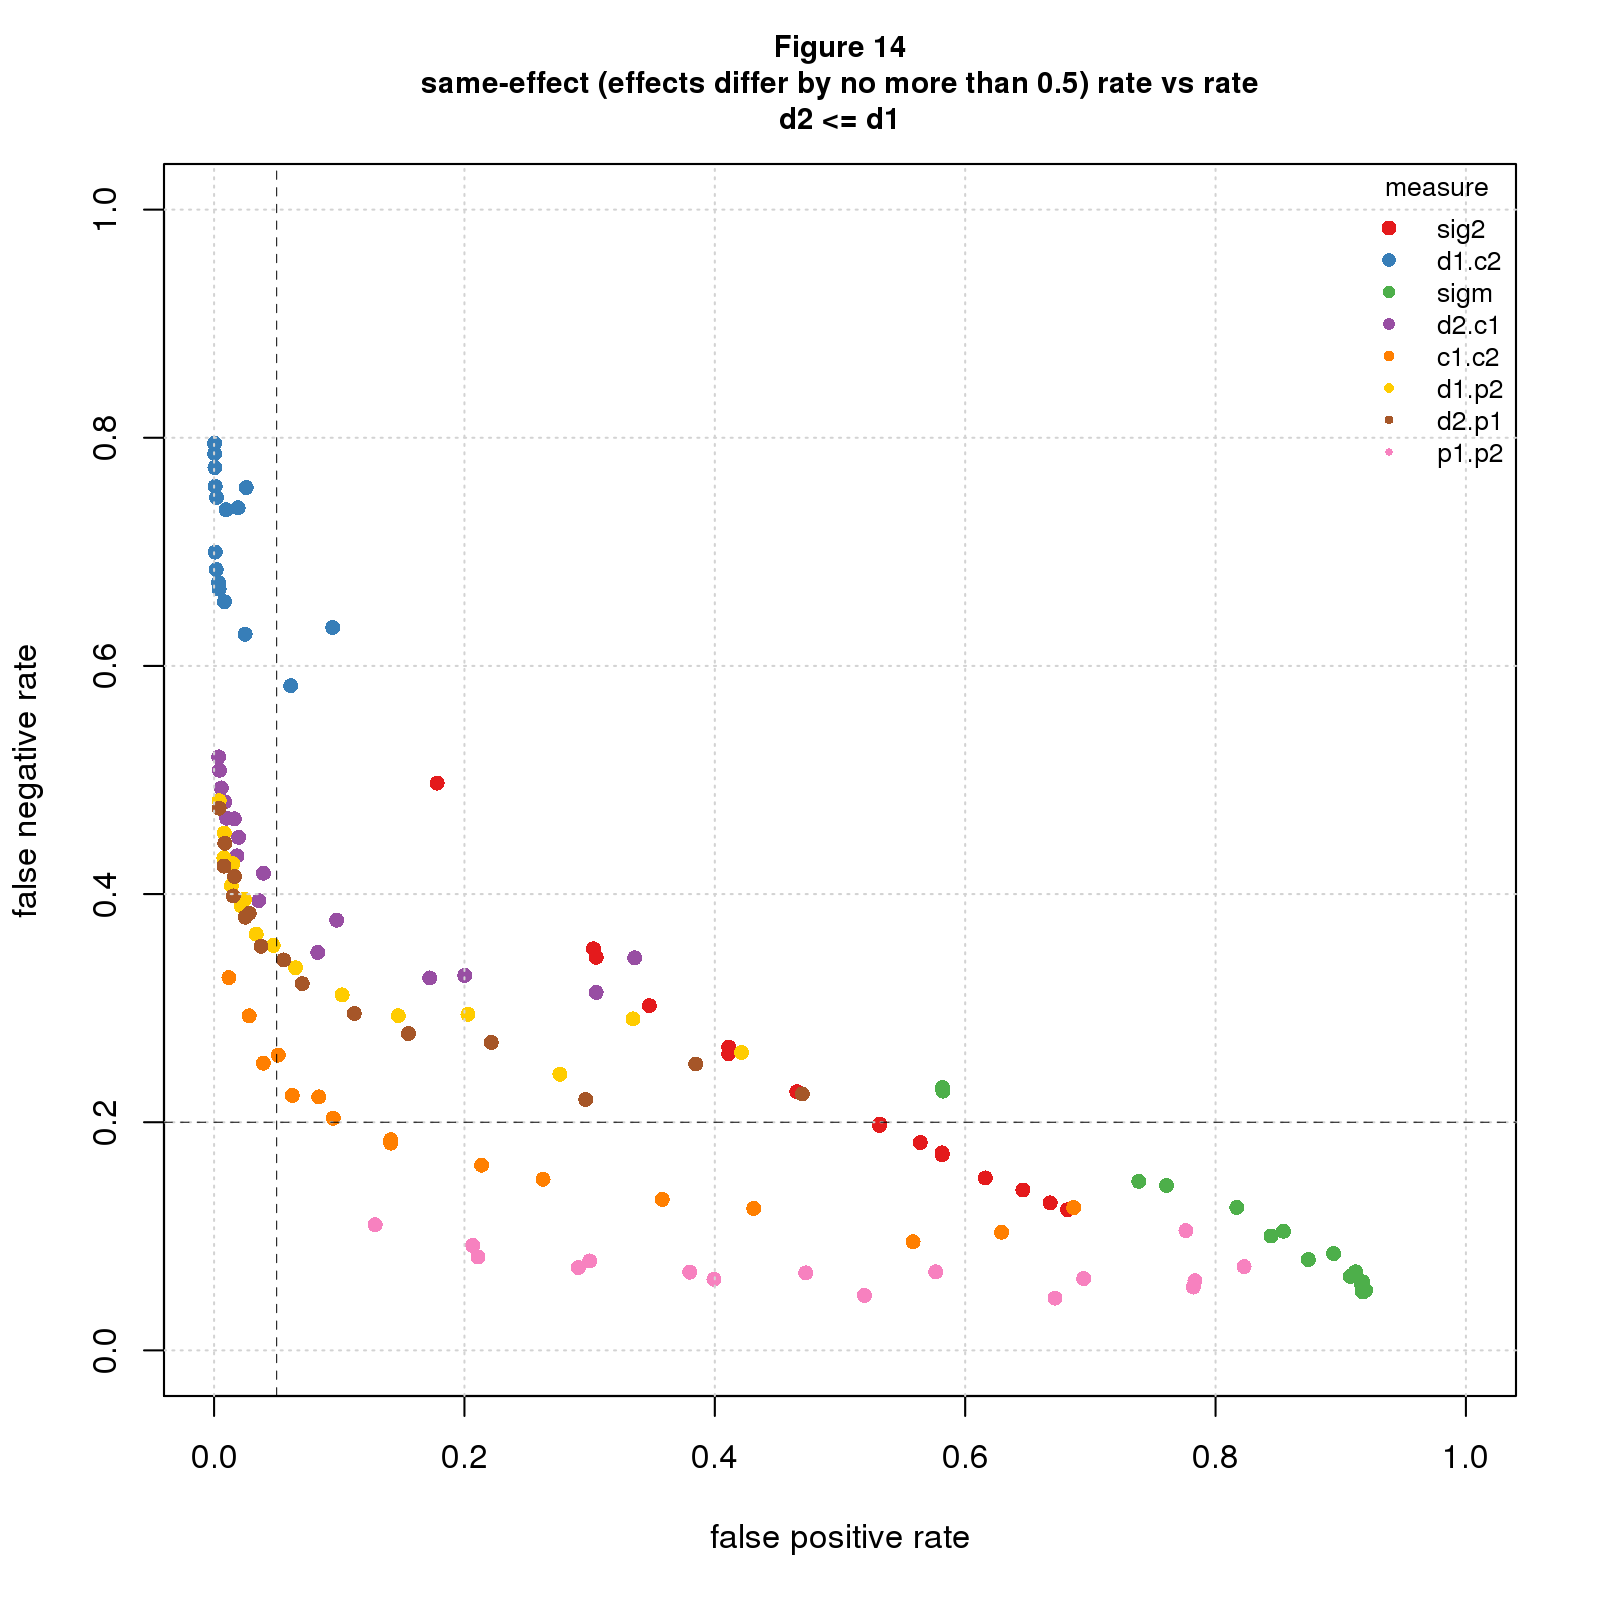 Figure 14
same-effect (effects differ by no more than 0.5) rate vs rate
d2 <= d1
measure
sig2
d1.c2
sigm
d2.c1
c1.c2
d1.p2
d2.p1
p1.p2
false negative rate
1.0
0.8
0.6
0.4
0.2
0.0
0.0 0.2 0.4 0.6 0.8 1.0
false positive rate